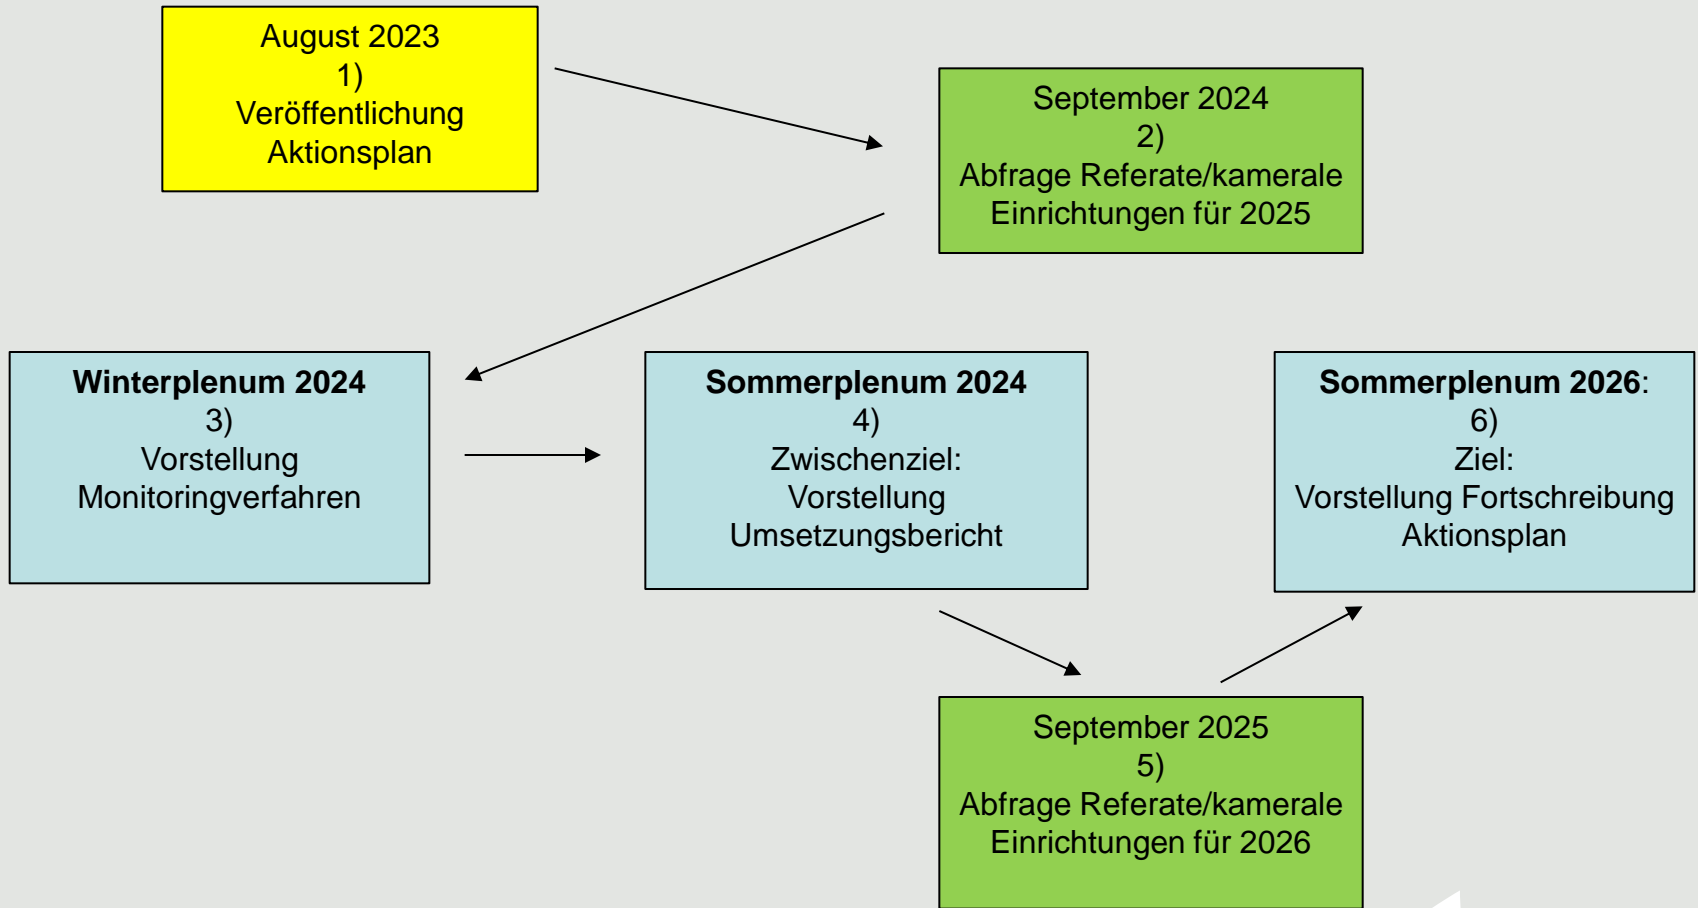 August 2023
1)
Veröffentlichung
Aktionsplan
September 2024
2)
Abfrage Referate/kamerale
Einrichtungen für 2025
Winterplenum 2024
3)
Vorstellung
Monitoringverfahren
Sommerplenum 2024
4)
Zwischenziel:
Vorstellung
Umsetzungsbericht
September 2025
5)
Abfrage Referate/kamerale
Einrichtungen für 2026
Sommerplenum 2026:
6)
Ziel:
Vorstellung Fortschreibung
Aktionsplan